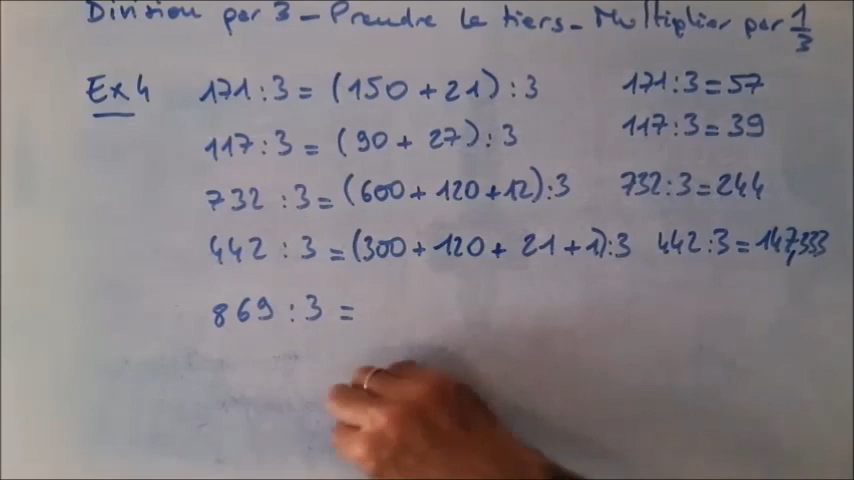 Division par 3 - Prendre le tiers - Multiplier par 1/3
Ex 4 171 : 3 = (150 + 21) : 3 171 : 3 = 57
117 : 3 = (90 + 27) : 3 117 : 3 = 39
732 : 3 = (600 + 120 + 12) : 3 732 : 3 = 244
442 : 3 = (300 + 120 + 21 + 1) : 3 442 : 3 = 147,333
869 : 3 =